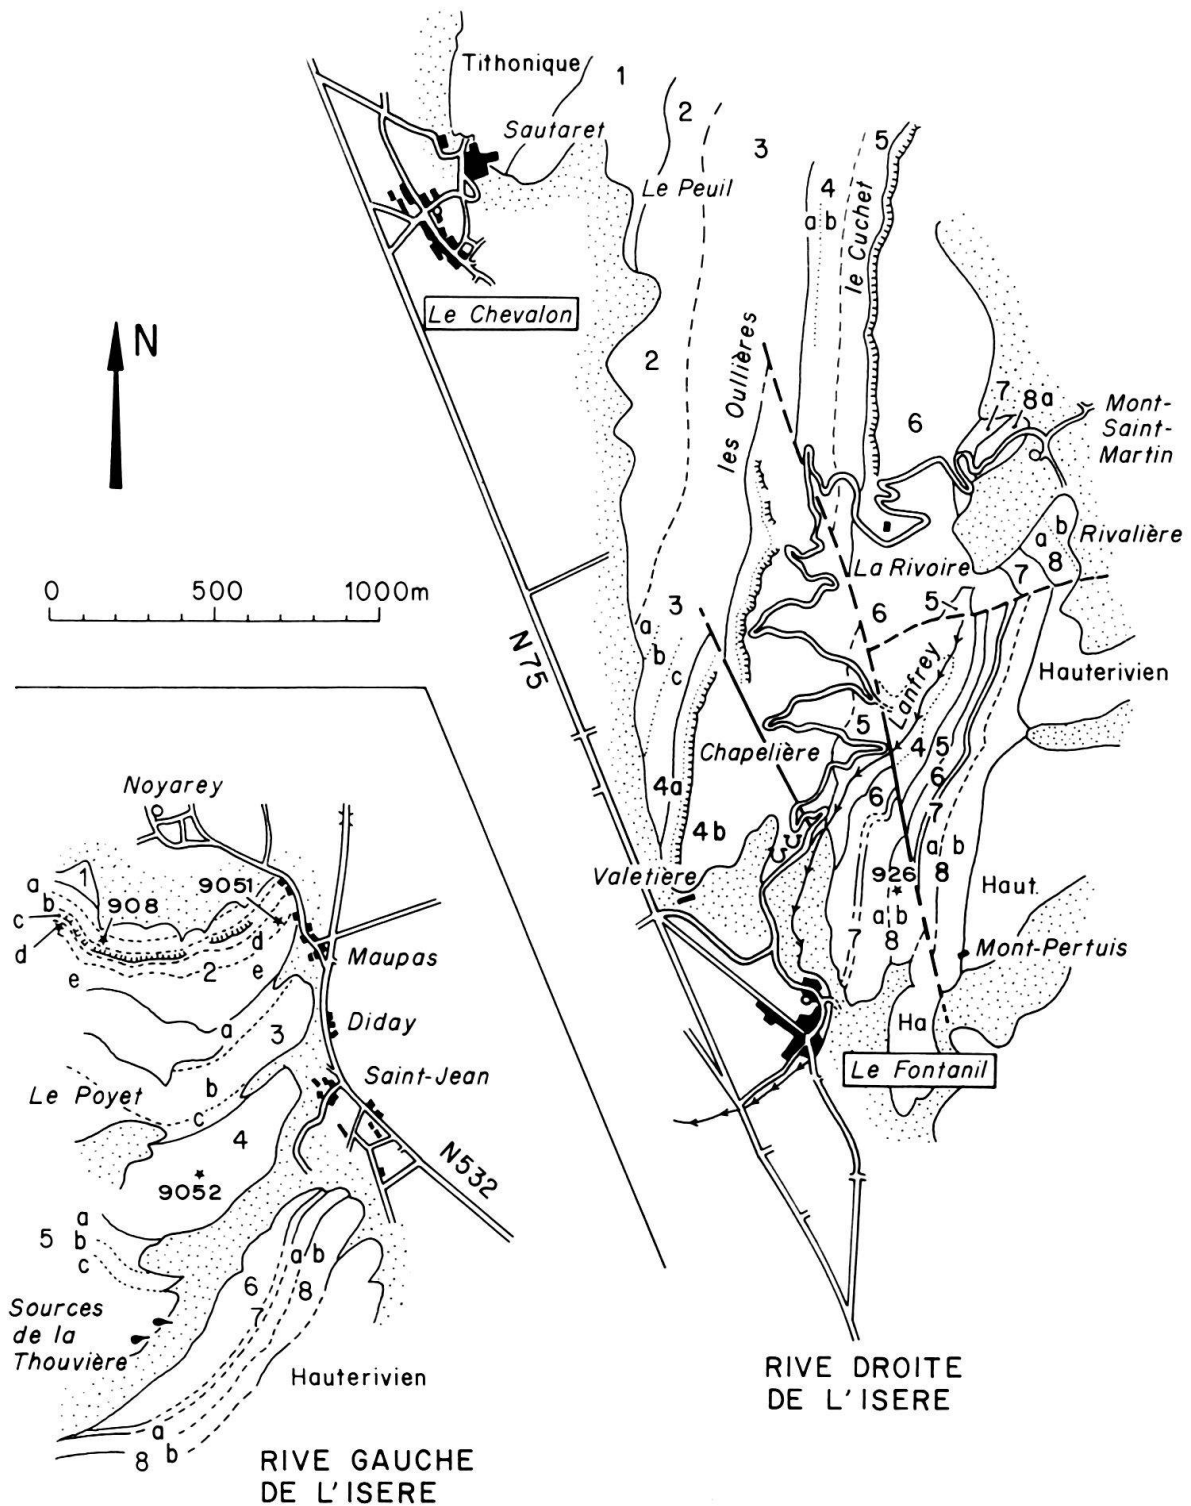 Tithonique
1
2
3
5
Sautaret
Le Peuil
4
a b
le Cuchet
Le Chevalon
N
les Oullières
2
6
7
8a
Mont-
Saint-
Martin
0 500 1000m
N75
3
a
b
c
La Rivoire
5
6
7
a b
8
Rivalière
Lanfrey
Hauterivien
Chapelière
5
4 5
6
6
7
4a
4b
a b
8
Valetière
926
a b
7
8
Haut.
Mont-Pertuis
Ha
Le Fontanil
Noyarey
1
a
b
c
d
908
9051
d
2
e
e
Maupas
a
3
Diday
Le Poyet
b
c
Saint-Jean
4
9052
N532
5
a
b
c
a b
6
8
7
Sources
de la
Thouvière
Hauterivien
a
8 b
RIVE GAUCHE
DE L'ISERE
RIVE DROITE
DE L'ISERE